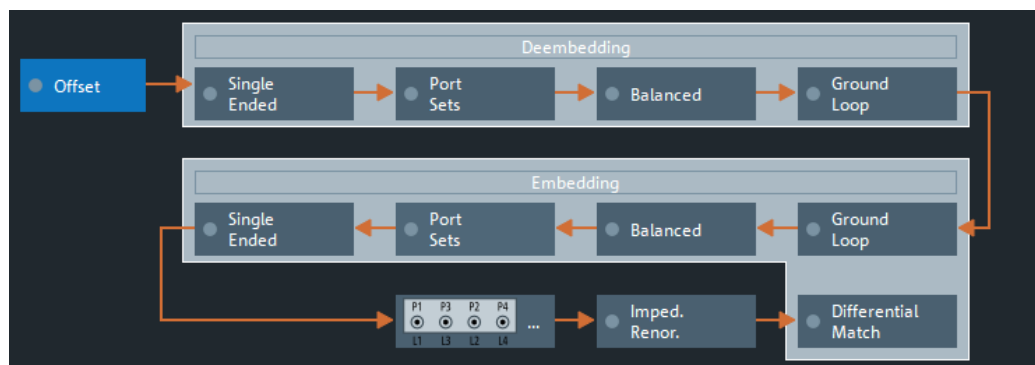 Deembedding
Offset
Single
Ended
Port
Sets
Balanced
Ground
Loop
Embedding
Single
Ended
Port
Sets
Balanced
Ground
Loop
P1 P3 P2 P4
L1 L3 L2 L4
...
Imped.
Renor.
Differential
Match